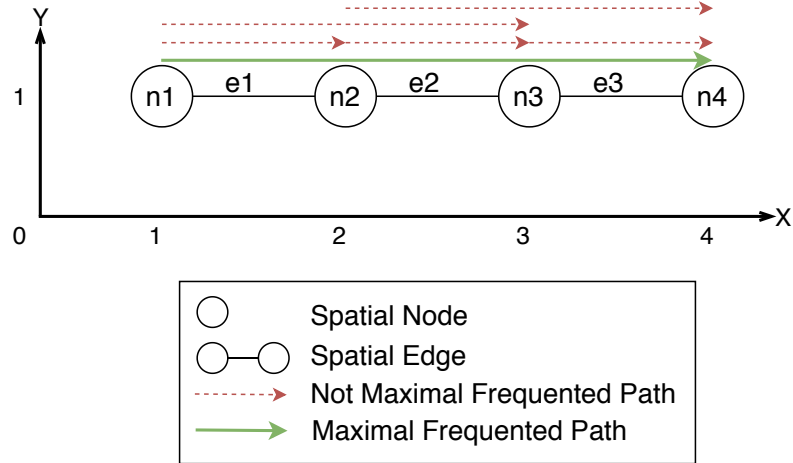 Y
n1 e1 n2 e2 n3 e3 n4
1
X
0 1 2 3 4
Spatial Node
Spatial Edge
Not Maximal Frequented Path
Maximal Frequented Path